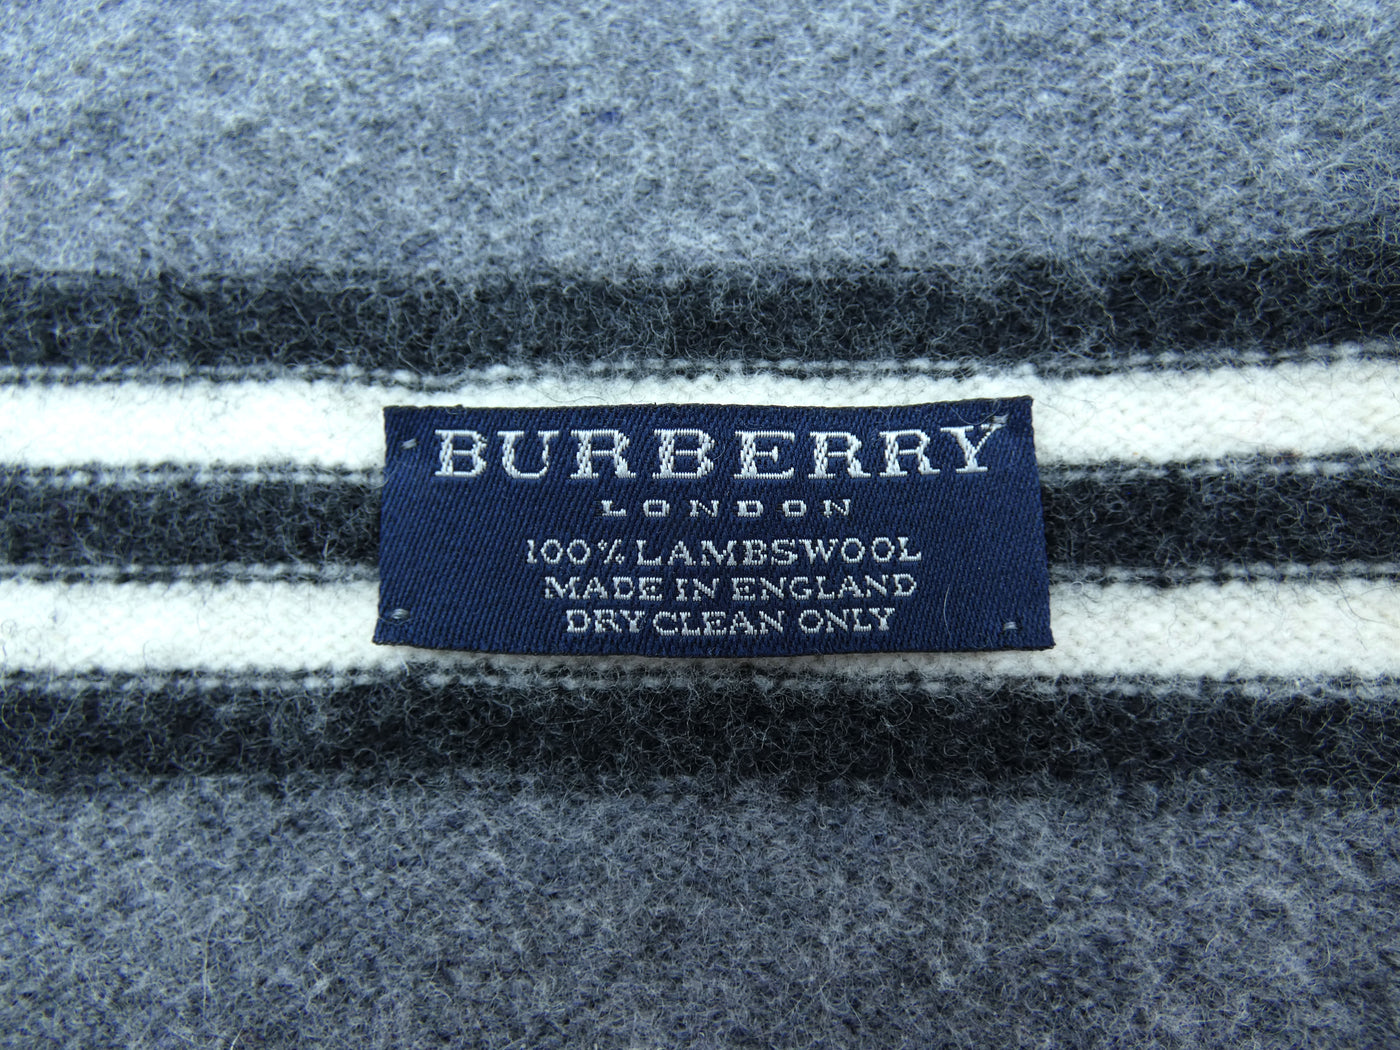 BURBERRY
LONDON
100% LAMBSWOOL
MADE IN ENGLAND
DRY CLEAN ONLY